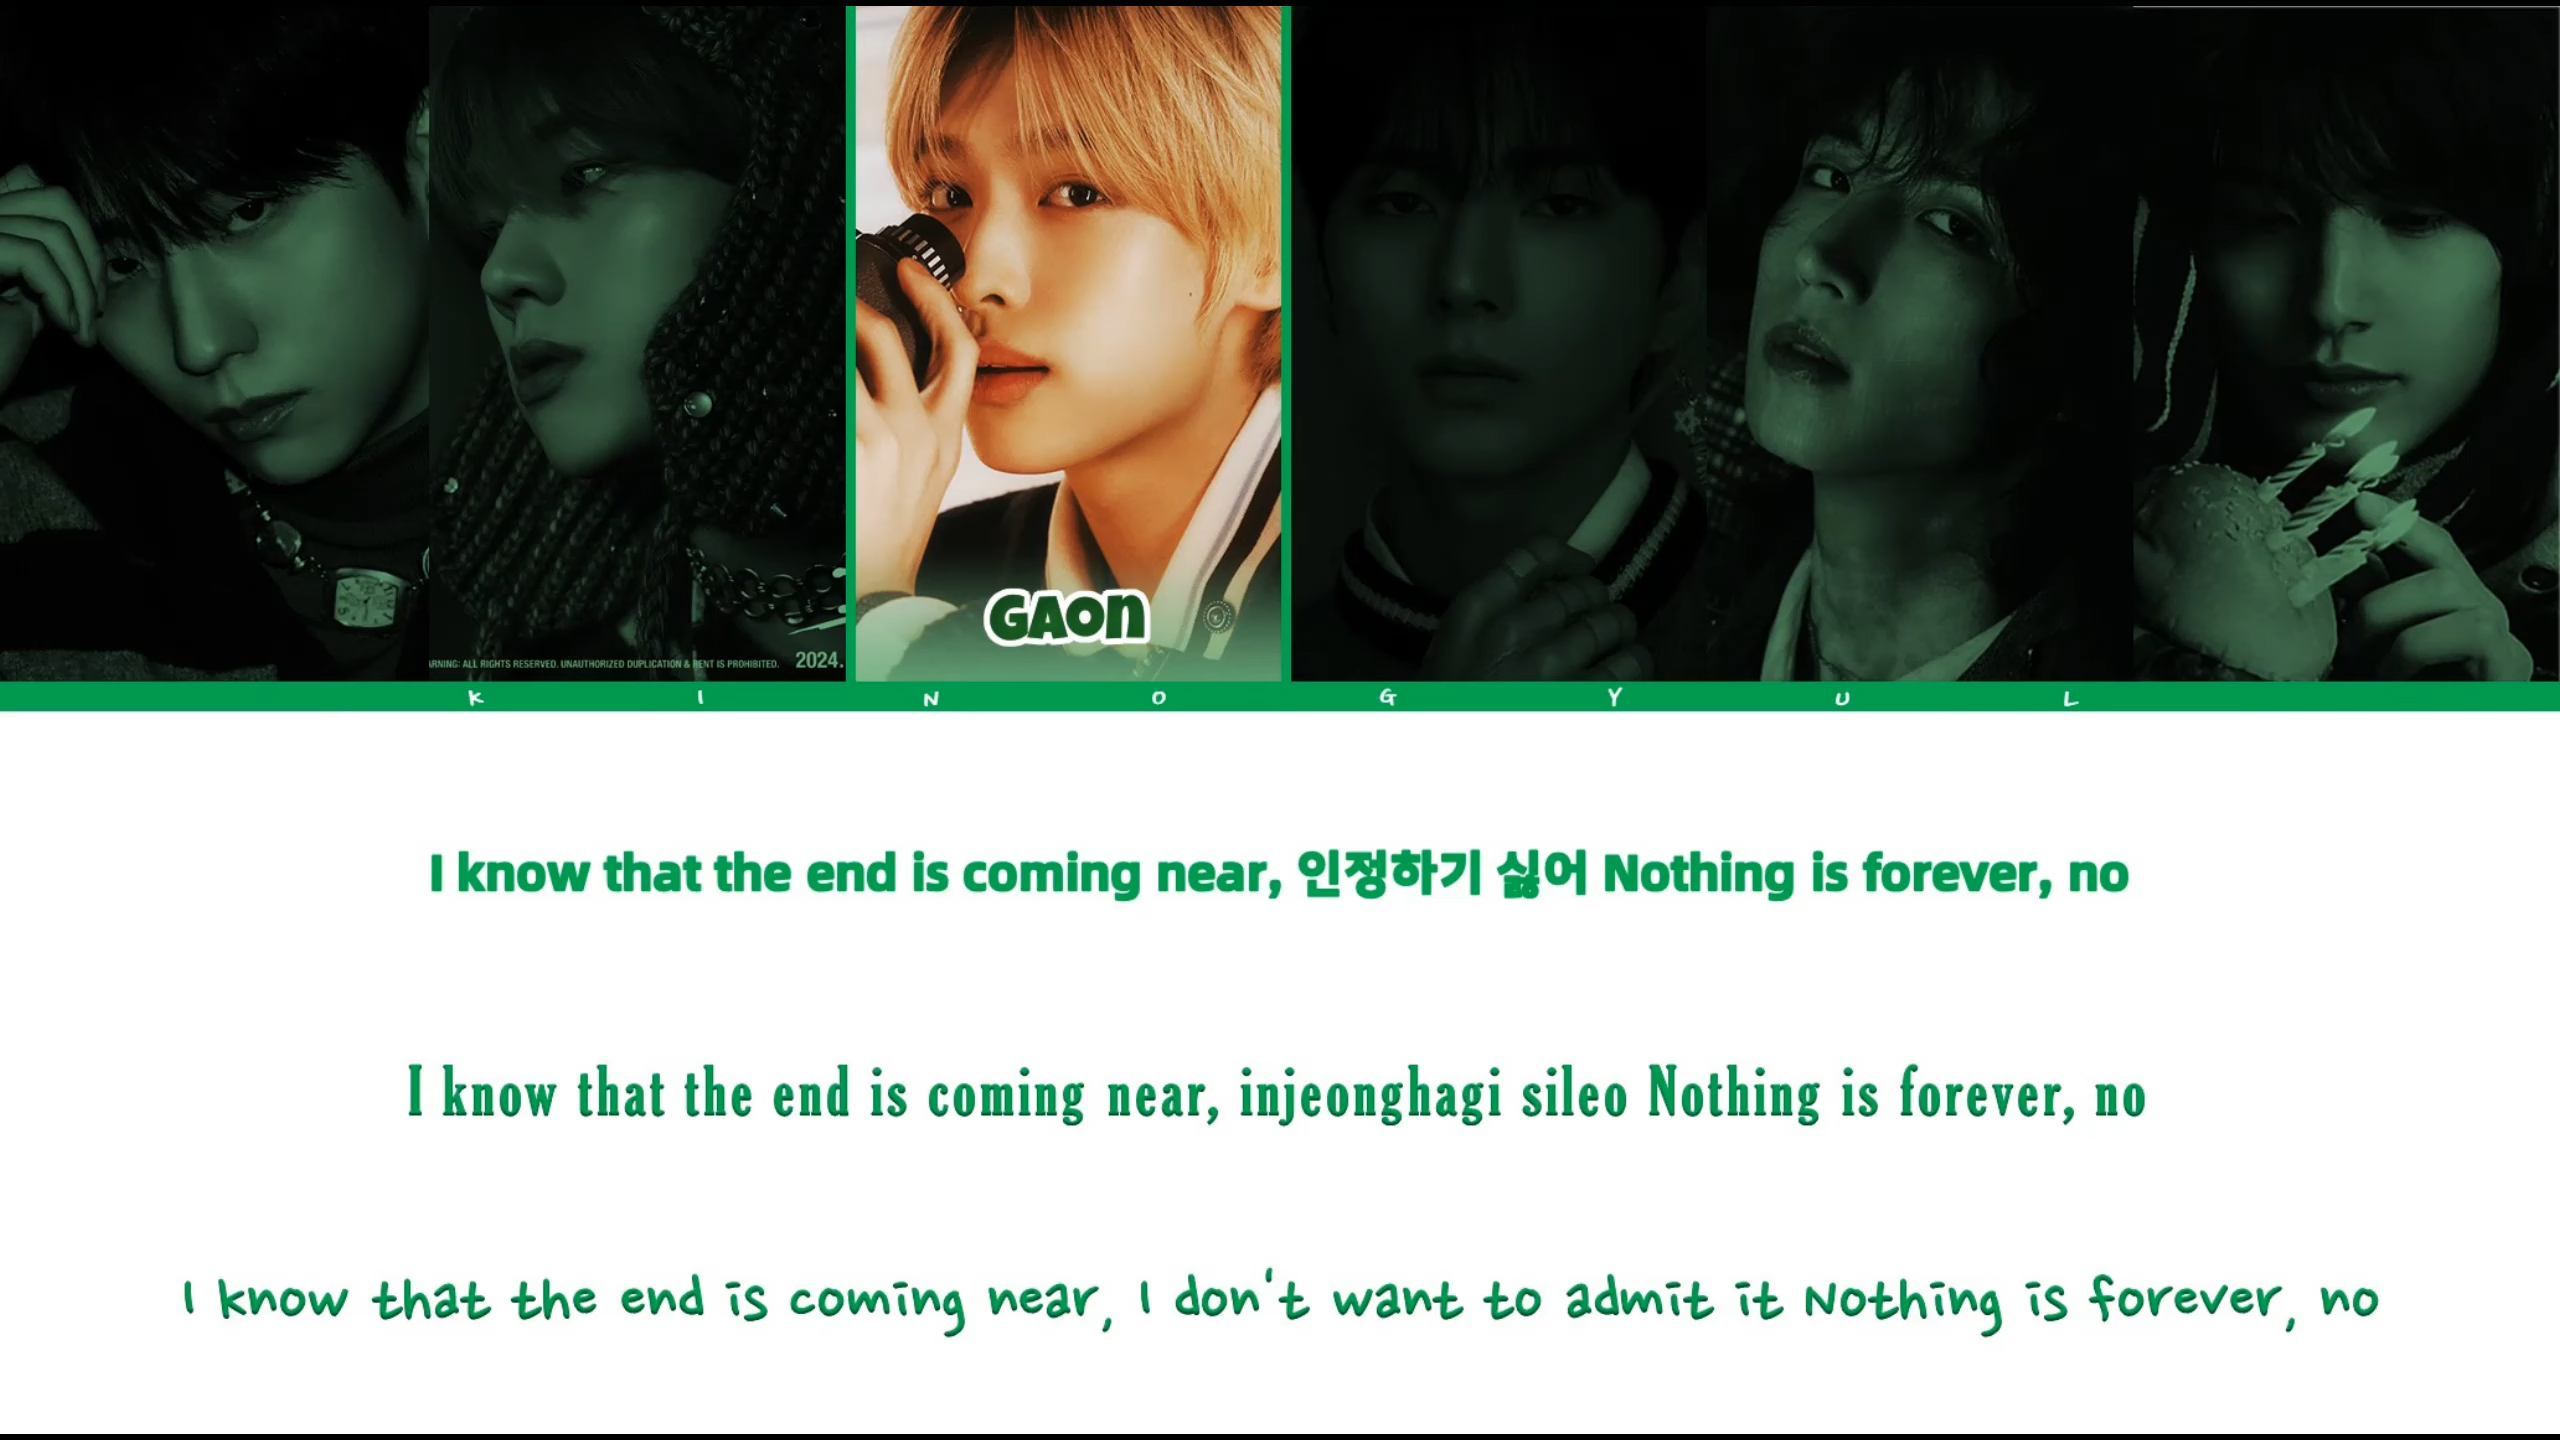 GAON
ARNING: ALL RIGHTS RESERVED. UNAUTHORIZED DUPLICATION & RENT IS PROHIBITED. 2024.
K I N O G Y U L
I know that the end is coming near, 인정하기 싫어 Nothing is forever, no
I know that the end is coming near, injeonghagi sileo Nothing is forever, no
I know that the end is coming near, I don't want to admit it Nothing is forever, no